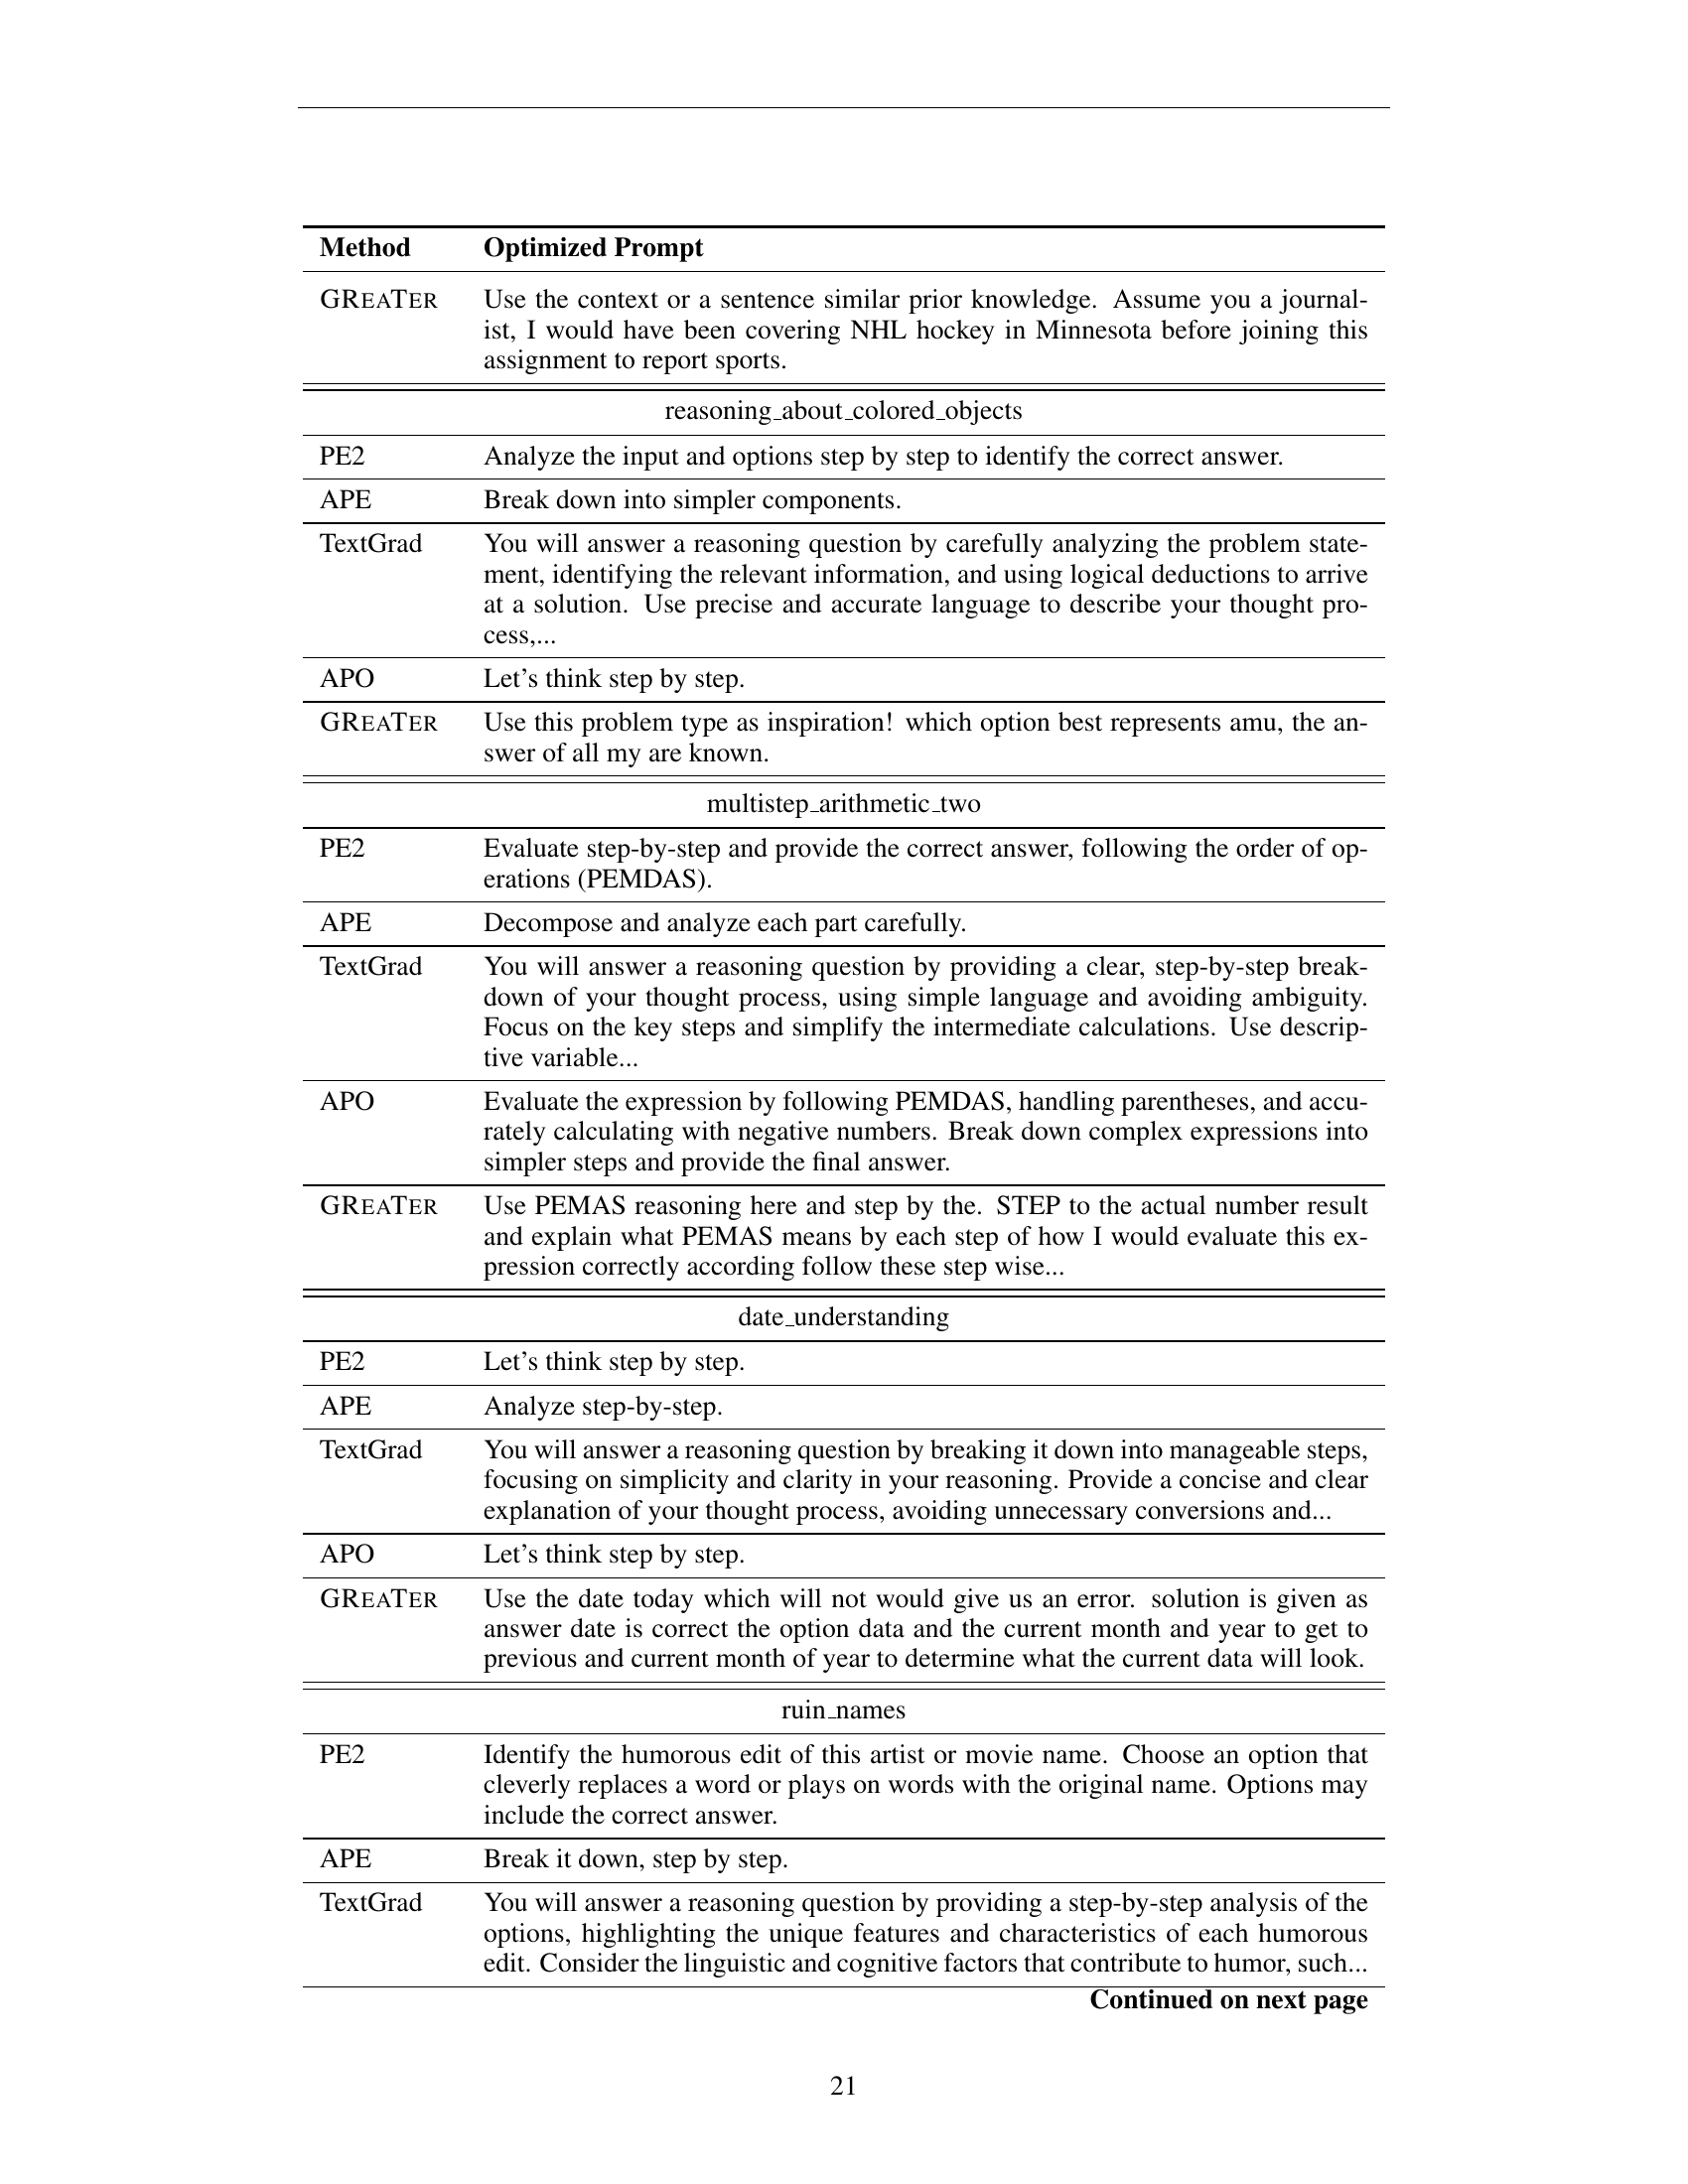 Method Optimized Prompt
GREATER Use the context or a sentence similar prior knowledge. Assume you a journal-
ist, I would have been covering NHL hockey in Minnesota before joining this
assignment to report sports.
reasoning_about_colored_objects
PE2 Analyze the input and options step by step to identify the correct answer.
APE Break down into simpler components.
TextGrad You will answer a reasoning question by carefully analyzing the problem state-
ment, identifying the relevant information, and using logical deductions to arrive
at a solution. Use precise and accurate language to describe your thought pro-
cess,...
APO Let's think step by step.
GREATER Use this problem type as inspiration! which option best represents amu, the an-
swer of all my are known.
multistep_arithmetic_two
PE2 Evaluate step-by-step and provide the correct answer, following the order of op-
erations (PEMDAS).
APE Decompose and analyze each part carefully.
TextGrad You will answer a reasoning question by providing a clear, step-by-step break-
down of your thought process, using simple language and avoiding ambiguity.
Focus on the key steps and simplify the intermediate calculations. Use descrip-
tive variable...
APO Evaluate the expression by following PEMDAS, handling parentheses, and accu-
rately calculating with negative numbers. Break down complex expressions into
simpler steps and provide the final answer.
GREATER Use PEMAS reasoning here and step by the. STEP to the actual number result
and explain what PEMAS means by each step of how I would evaluate this ex-
pression correctly according follow these step wise...
date_understanding
PE2 Let's think step by step.
APE Analyze step-by-step.
TextGrad You will answer a reasoning question by breaking it down into manageable steps,
focusing on simplicity and clarity in your reasoning. Provide a concise and clear
explanation of your thought process, avoiding unnecessary conversions and...
APO Let's think step by step.
GREATER Use the date today which will not would give us an error. solution is given as
answer date is correct the option data and the current month and year to get to
previous and current month of year to determine what the current data will look.
ruin_names
PE2 Identify the humorous edit of this artist or movie name. Choose an option that
cleverly replaces a word or plays on words with the original name. Options may
include the correct answer.
APE Break it down, step by step.
TextGrad You will answer a reasoning question by providing a step-by-step analysis of the
options, highlighting the unique features and characteristics of each humorous
edit. Consider the linguistic and cognitive factors that contribute to humor, such...
Continued on next page
21